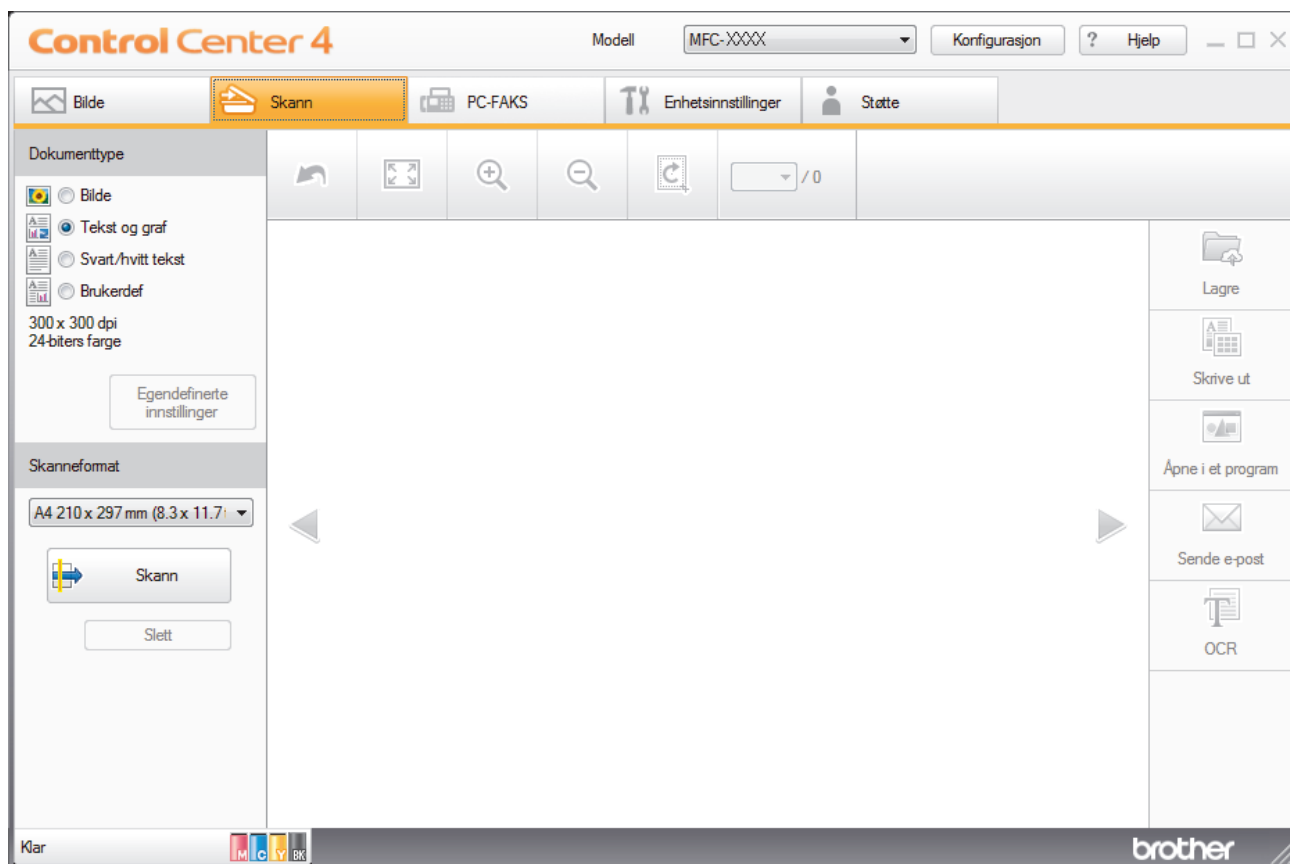 Control Center 4
Modell
MFC-XXXX
Konfigurasjon
? Hjelp
Bilde
Skann
PC-FAKS
Enhetsinnstillinger
Støtte
Dokumenttype
/ 0
Bilde
Tekst og graf
Svart/hvitt tekst
Brukerdef
300 x 300 dpi
24-biters farge
Egendefinerte
innstillinger
Skanneformat
A4 210 x 297 mm (8.3 x 11.7
Skann
Slett
Lagre
Skrive ut
Åpne i et program
Sende e-post
OCR
Klar
M C Y BK
brother